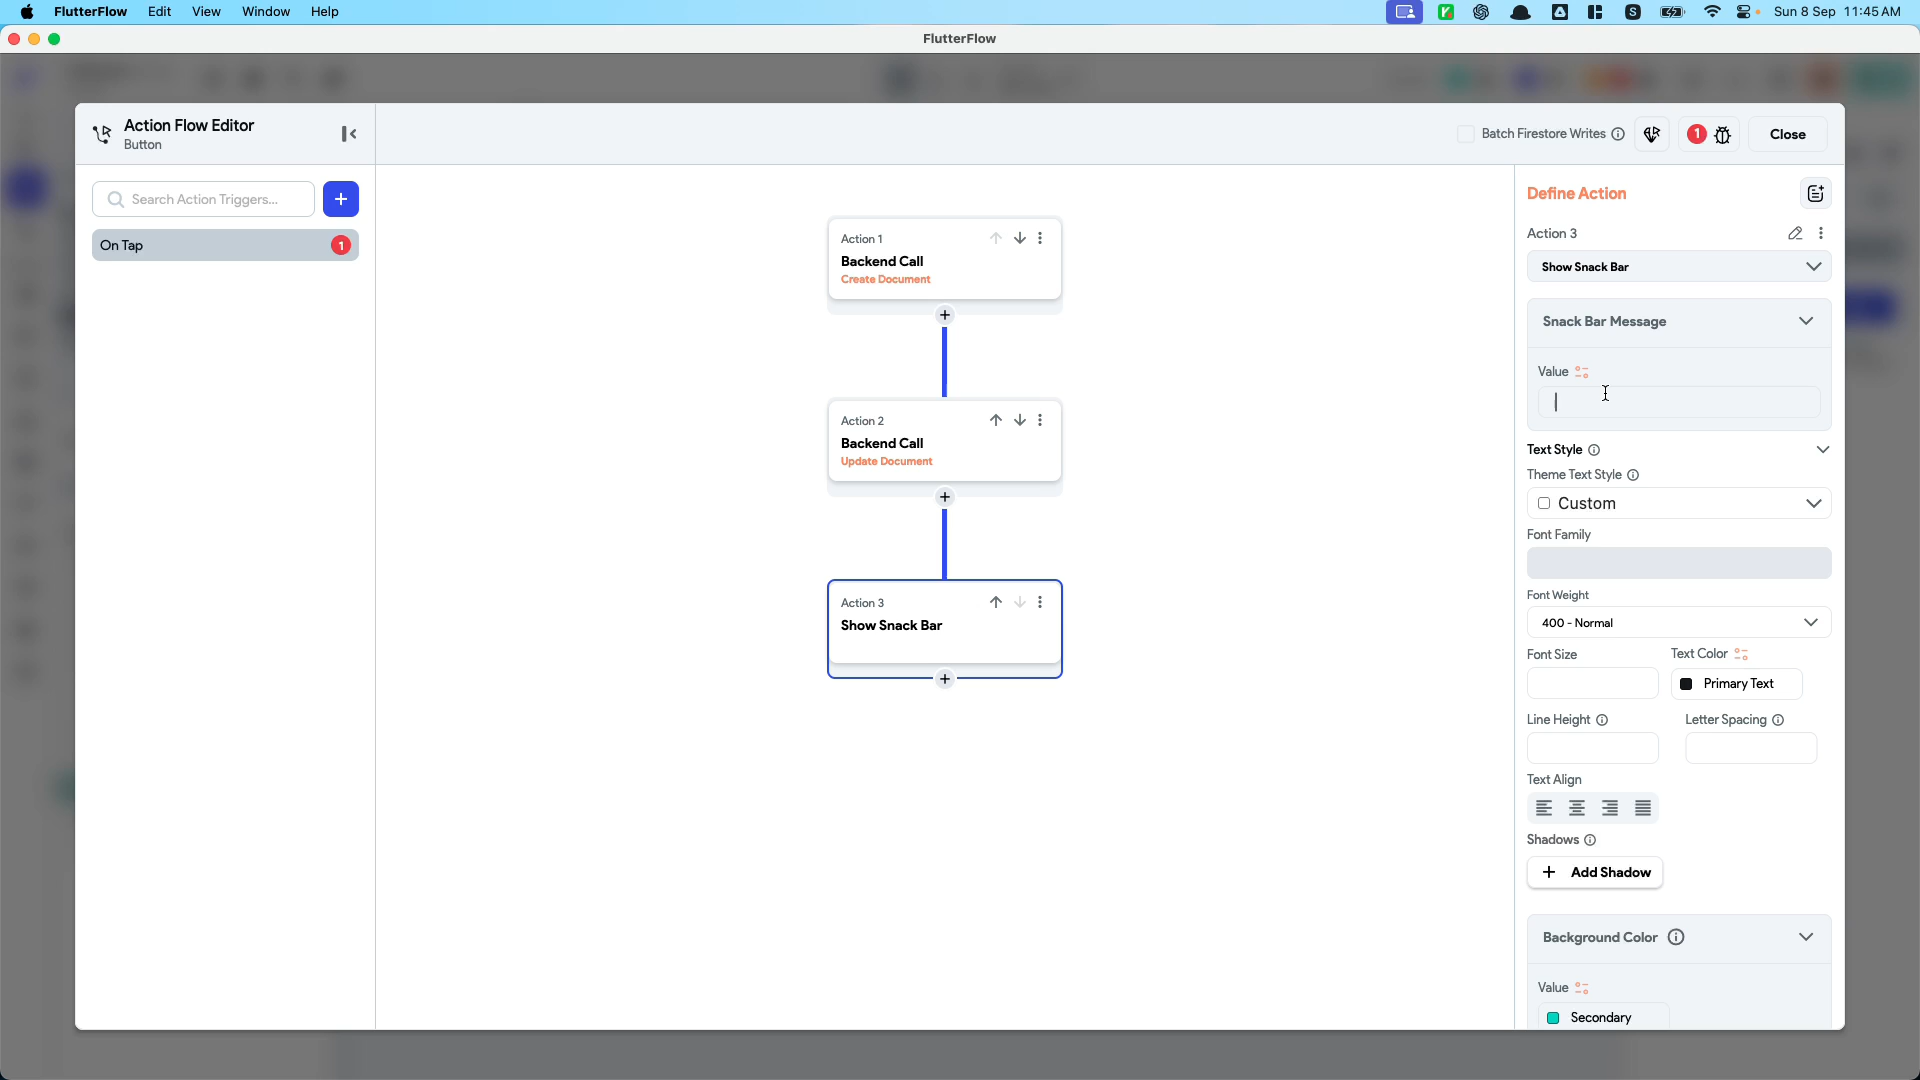 FlutterFlow Edit View Window Help
Sun 8 Sep 11:45 AM
FlutterFlow
Action Flow Editor
Button
Batch Firestore Writes
1
Close
Search Action Triggers...
On Tap
1
Action 1
Backend Call
Create Document
Action 2
Backend Call
Update Document
Action 3
Show Snack Bar
Define Action
Action 3
Show Snack Bar
Snack Bar Message
Value
Text Style
Theme Text Style
Custom
Font Family
Font Weight
400 - Normal
Font Size
Text Color
Primary Text
Line Height
Letter Spacing
Text Align
Shadows
Add Shadow
Background Color
Value
Secondary